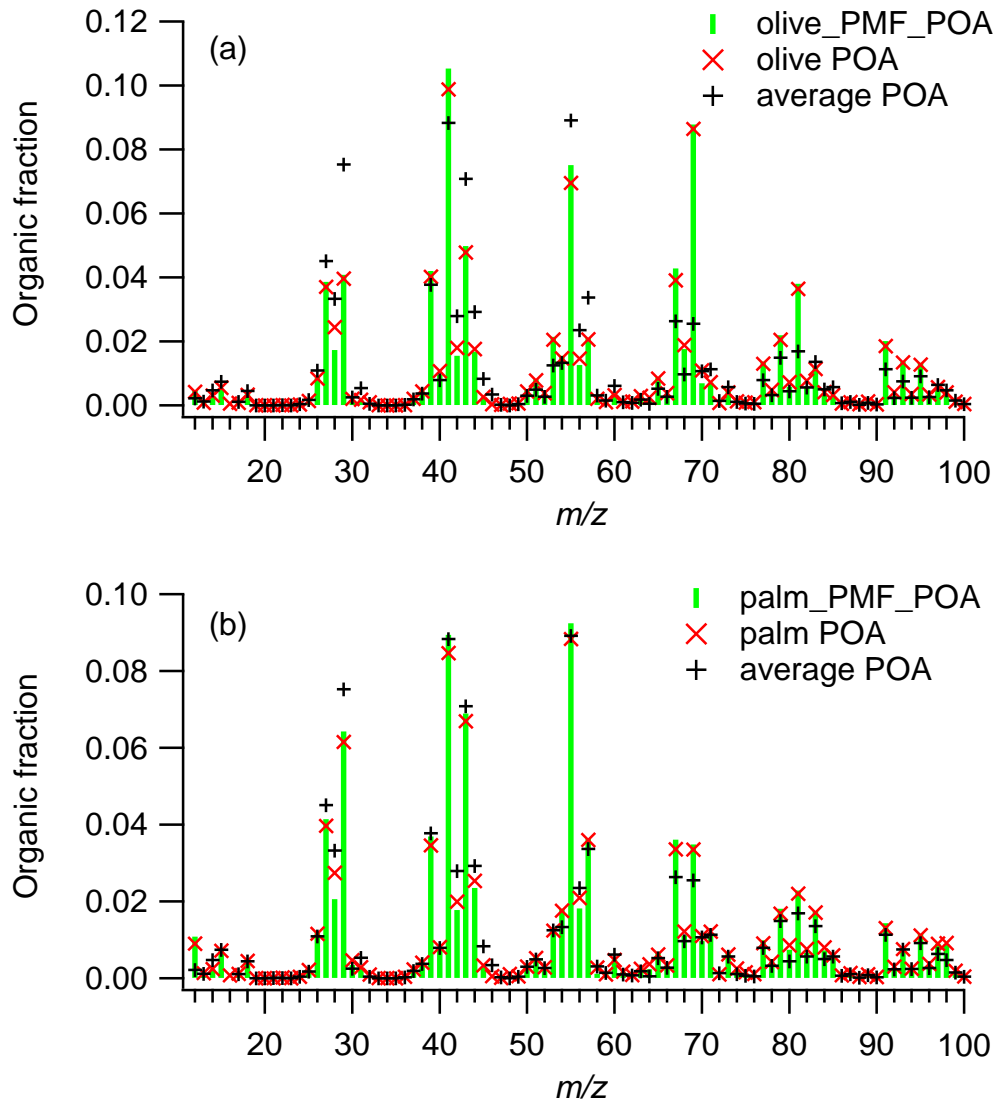 0.12
0.10
0.08
0.06
0.04
0.02
0.00
Organic fraction
(a)
olive_PMF_POA
olive POA
average POA
20 30 40 50 60 70 80 90 100
m/z
0.10
0.08
0.06
0.04
0.02
0.00
Organic fraction
(b)
palm_PMF_POA
palm POA
average POA
20 30 40 50 60 70 80 90 100
m/z